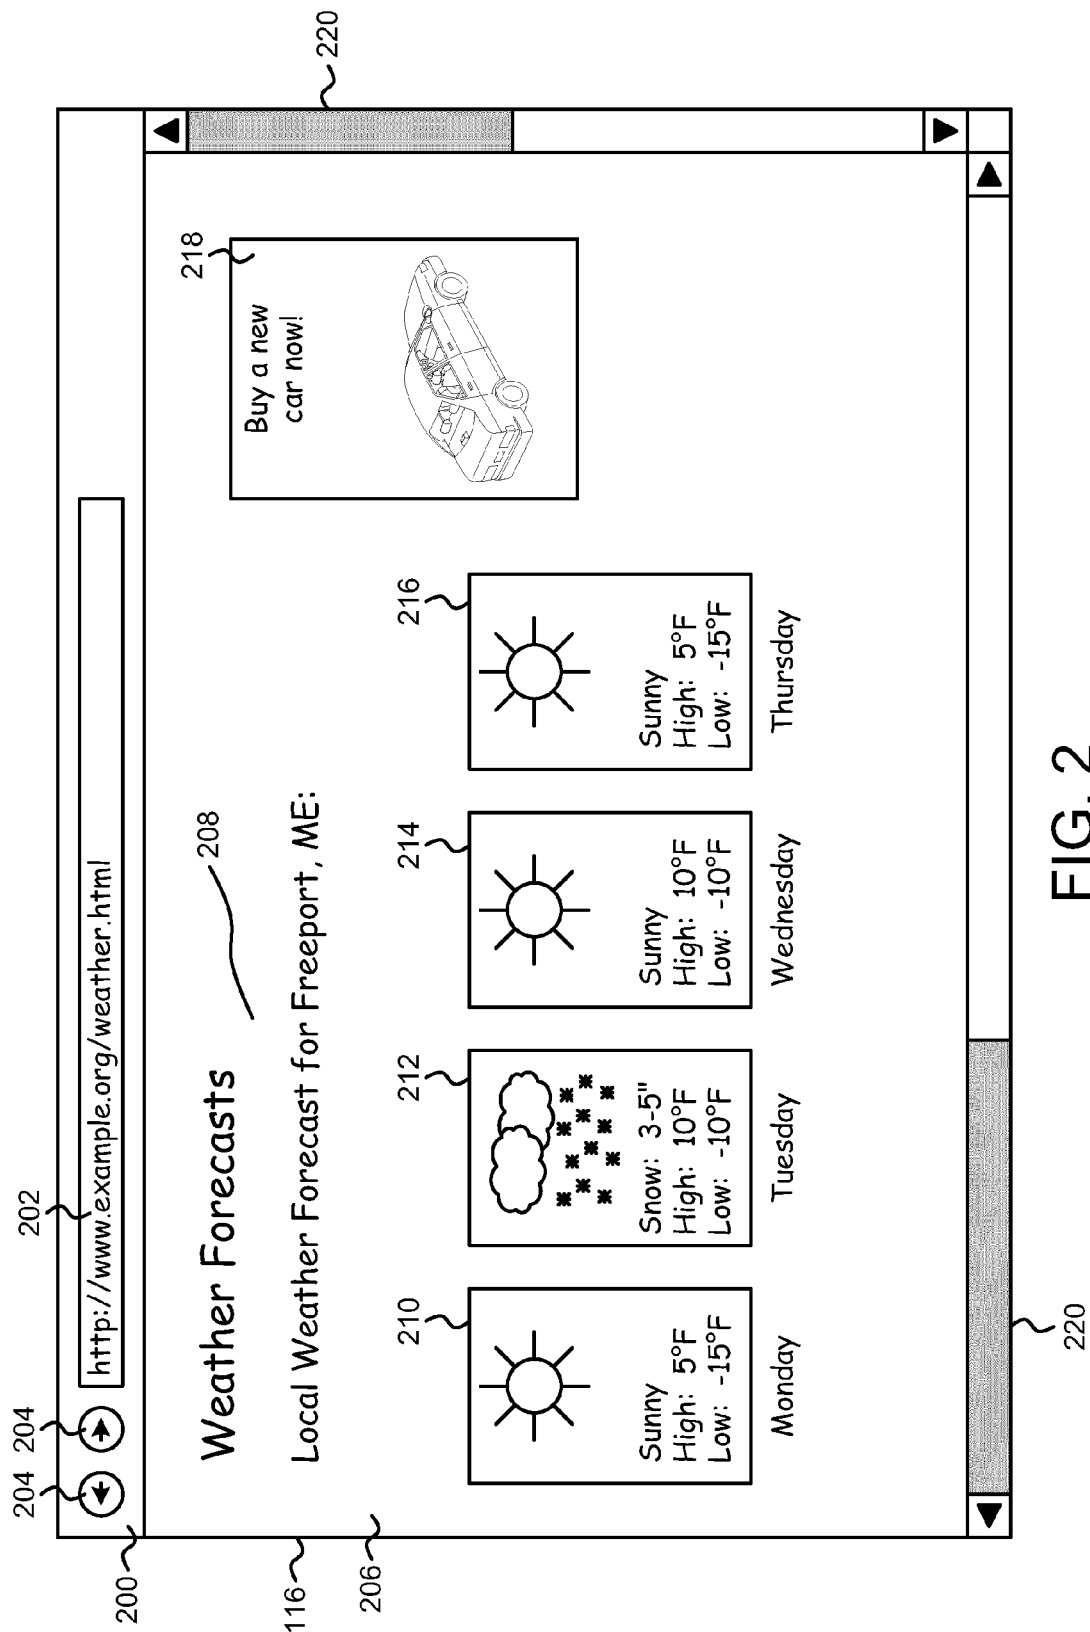 204
204
202
http://www.example.org/weather.html
200
116
206
220
Weather Forecasts
208
Local Weather Forecast for Freeport, ME:
218
Buy a new
car now!
210
Sunny
High: 5°F
Low: -15°F
Monday
212
Snow: 3-5"
High: 10°F
Low: -10°F
Tuesday
214
Sunny
High: 10°F
Low: -10°F
Wednesday
216
Sunny
High: 5°F
Low: -15°F
Thursday
220
FIG. 2